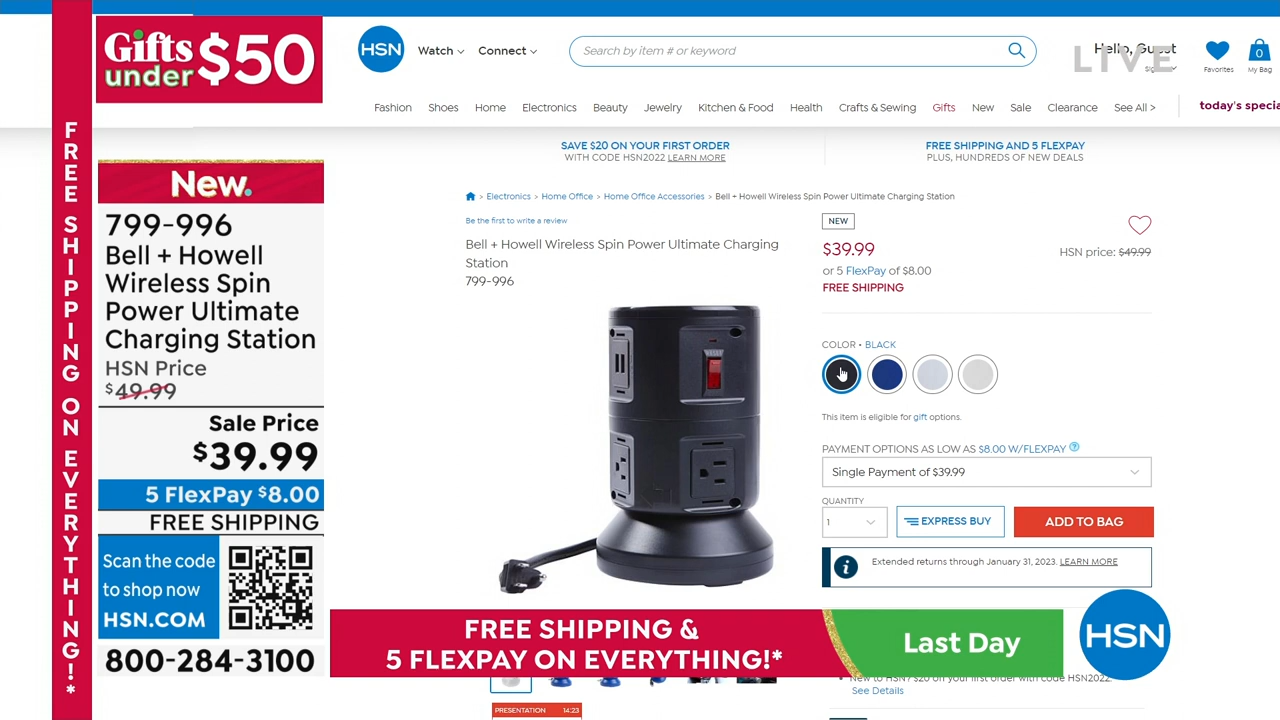 FREE SHIPPING ON EVERYTHING!*
Gifts
under
$50
New.
799-996
Bell + Howell
Wireless Spin
Power Ultimate
Charging Station
HSN Price
$49.99
Sale Price
$39.99
5 FlexPay $8.00
FREE SHIPPING
Scan the code
to shop now
HSN.COM
800-284-3100
HSN
Watch
Connect
Search by item # or keyword
Hello, Guest
LIVE
Favorites
0
My Bag
Fashion Shoes Home Electronics Beauty Jewelry Kitchen & Food Health Crafts & Sewing Gifts New Sale Clearance See All >
today's specia
SAVE $20 ON YOUR FIRST ORDER
WITH CODE HSN2022 LEARN MORE
FREE SHIPPING AND 5 FLEXPAY
PLUS, HUNDREDS OF NEW DEALS
> Electronics > Home Office > Home Office Accessories > Bell + Howell Wireless Spin Power Ultimate Charging Station
Be the first to write a review
Bell + Howell Wireless Spin Power Ultimate Charging
Station
799-996
NEW
$39.99
HSN price: $49.99
or 5 FlexPay of $8.00
FREE SHIPPING
COLOR • BLACK
This item is eligible for gift options.
PAYMENT OPTIONS AS LOW AS $8.00 W/FLEXPAY ?
Single Payment of $39.99
QUANTITY
1
EXPRESS BUY
ADD TO BAG
i
Extended returns through January 31, 2023. LEARN MORE
FREE SHIPPING &
5 FLEXPAY ON EVERYTHING!*
Last Day
HSN
New to HSN? $20 off your first order with code HSN2022.
See Details
PRESENTATION 14:23